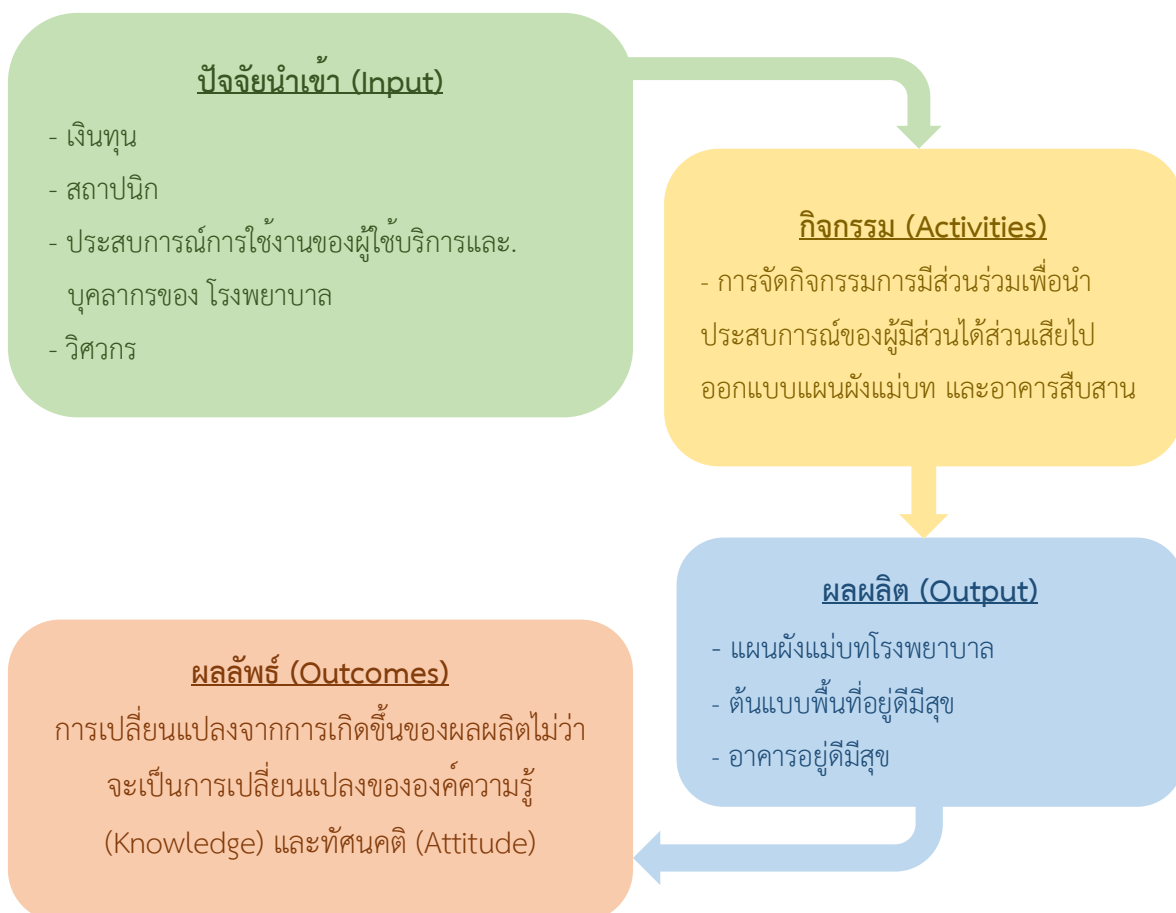 ปัจจัยนำเข้า (Input)
- เงินทุน
- สถาปนิก
- ประสบการณ์การใช้งานของผู้ใช้บริการและ.
บุคลากรของ โรงพยาบาล
- วิศวกร
กิจกรรม (Activities)
- การจัดกิจกรรมการมีส่วนร่วมเพื่อนำ
ประสบการณ์ของผู้มีส่วนได้ส่วนเสียไป
ออกแบบแผนผังแม่บท และอาคารสืบสาน
ผลผลิต (Output)
- แผนผังแม่บทโรงพยาบาล
- ต้นแบบพื้นที่อยู่ดีมีสุข
- อาคารอยู่ดีมีสุข
ผลลัพธ์ (Outcomes)
การเปลี่ยนแปลงจากการเกิดขึ้นของผลผลิตไม่ว่า
จะเป็นการเปลี่ยนแปลงขององค์ความรู้
(Knowledge) และทัศนคติ (Attitude)